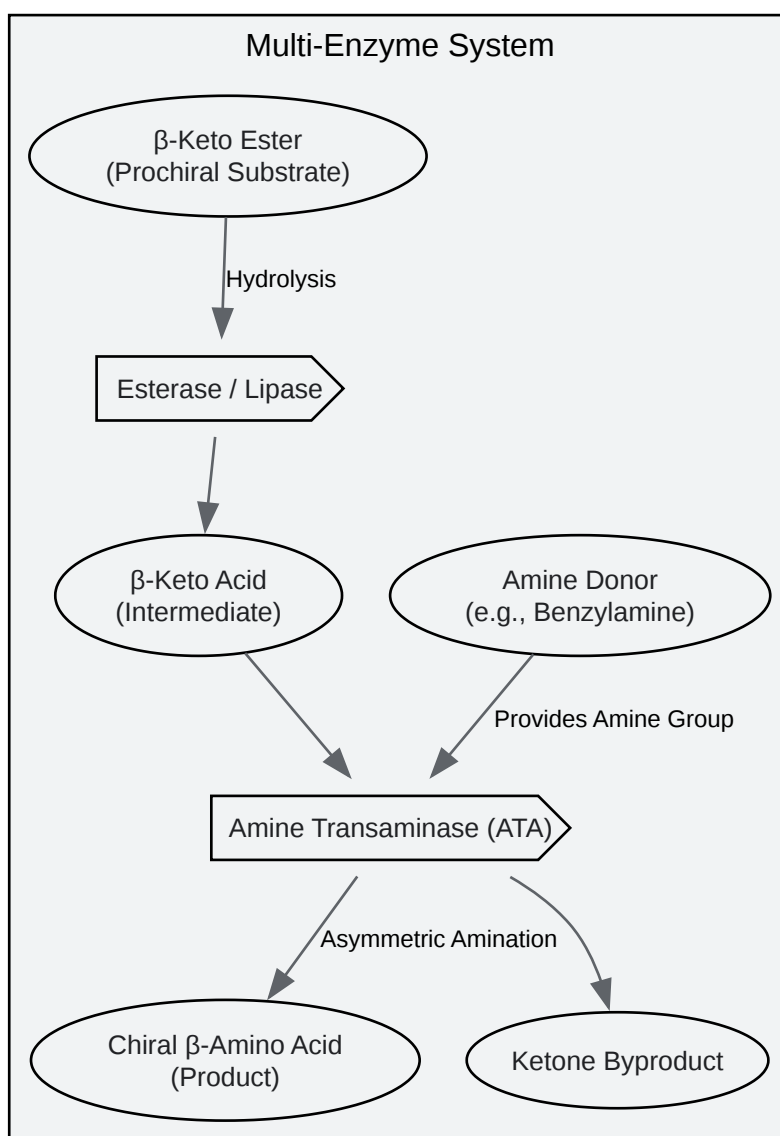 Multi-Enzyme System
β-Keto Ester
(Prochiral Substrate)
Hydrolysis
Esterase / Lipase
β-Keto Acid
(Intermediate)
Amine Donor
(e.g., Benzylamine)
Provides Amine Group
Amine Transaminase (ATA)
Asymmetric Amination
Chiral β-Amino Acid
(Product)
Ketone Byproduct